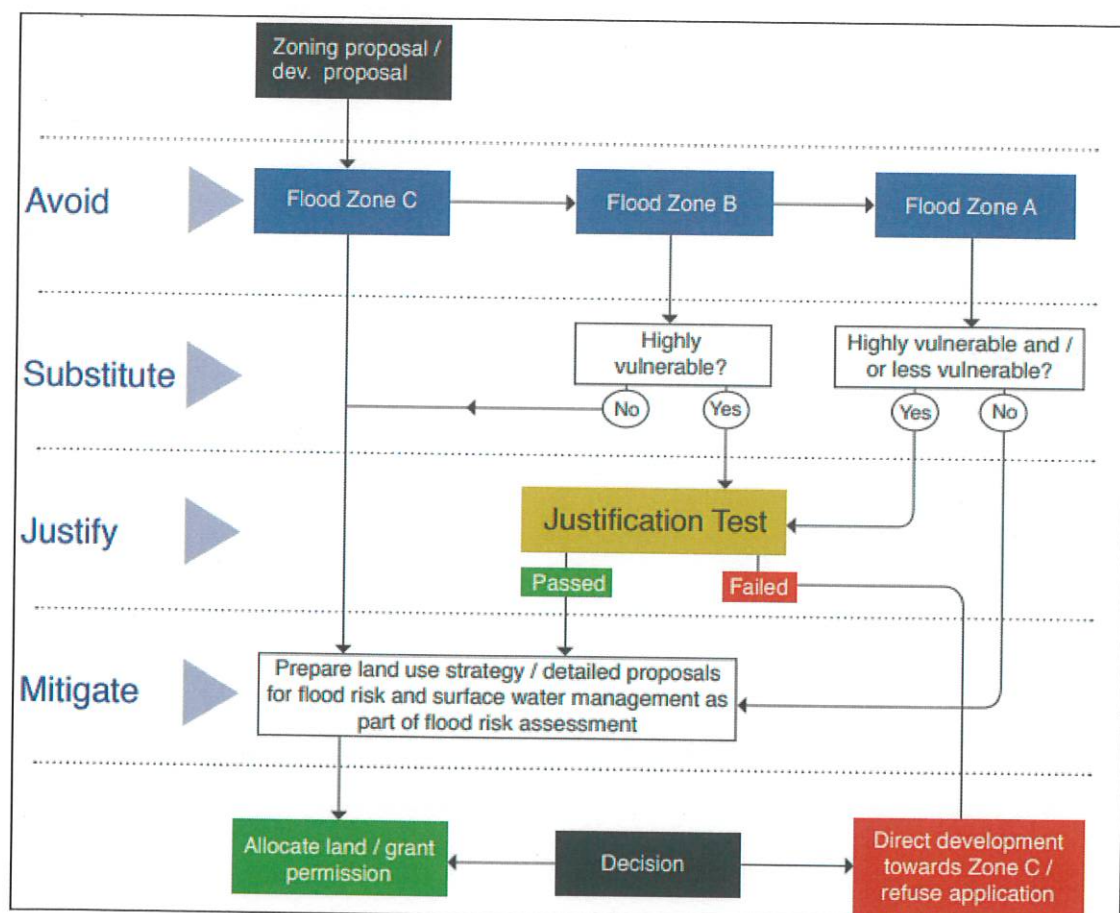 Zoning proposal /
dev. proposal
Avoid
Flood Zone C
Flood Zone B
Flood Zone A
Substitute
Highly
vulnerable?
No
Yes
Highly vulnerable and /
or less vulnerable?
Yes
No
Justify
Justification Test
Passed
Failed
Mitigate
Prepare land use strategy / detailed proposals
for flood risk and surface water management as
part of flood risk assessment
Allocate land / grant
permission
Decision
Direct development
towards Zone C /
refuse application